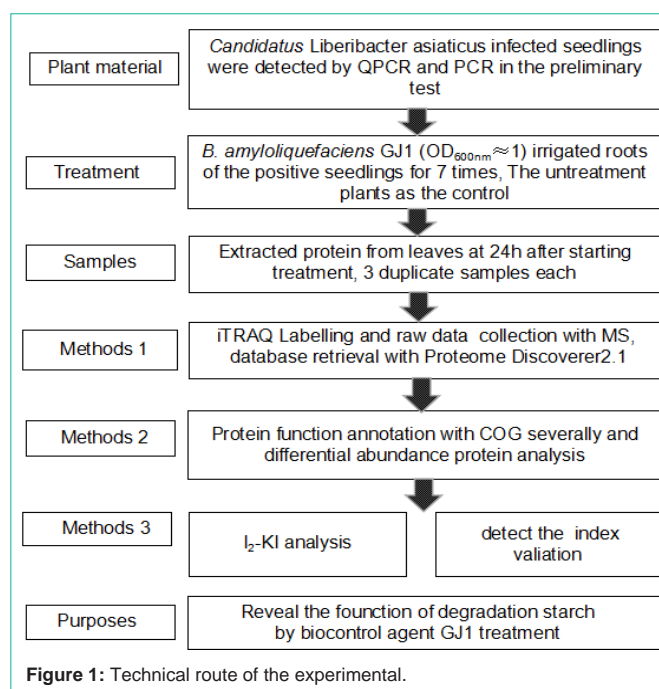 Plant material
Candidatus Liberibacter asiaticus infected seedlings
were detected by QPCR and PCR in the preliminary
test
Treatment
B. amyloliquefaciens GJ1 (OD600nm≈1) irrigated roots
of the positive seedlings for 7 times, The untreatment
plants as the control
Samples
Extracted protein from leaves at 24h after starting
treatment, 3 duplicate samples each
Methods 1
iTRAQ Labelling and raw data collection with MS,
database retrieval with Proteome Discoverer2.1
Methods 2
Protein function annotation with COG severally and
differential abundance protein analysis
Methods 3
I2-KI analysis
detect the index
valiation
Purposes
Reveal the founction of degradation starch
by biocontrol agent GJ1 treatment
Figure 1: Technical route of the experimental.